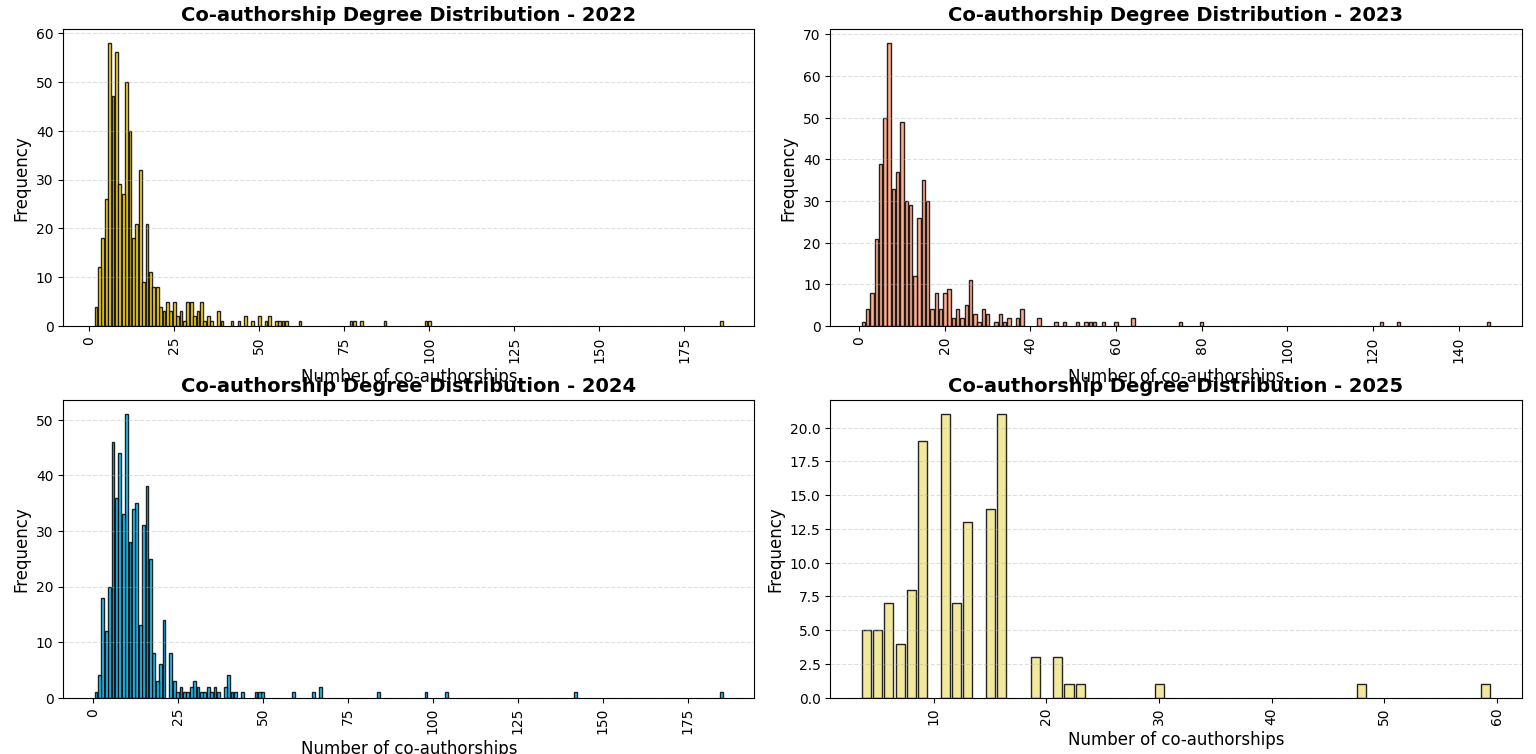 Co-authorship Degree Distribution - 2022
60
50
40
30
20
10
0
Frequency
0 25 50 75 100 125 150 175
Number of co-authorships
Co-authorship Degree Distribution - 2023
70
60
50
40
30
20
10
0
Frequency
0 20 40 60 80 100 120 140
Number of co-authorships
Co-authorship Degree Distribution - 2024
50
40
30
20
10
0
Frequency
0 25 50 75 100 125 150 175
Number of co-authorships
Co-authorship Degree Distribution - 2025
20.0
17.5
15.0
12.5
10.0
7.5
5.0
2.5
0.0
Frequency
10 20 30 40 50 60
Number of co-authorships